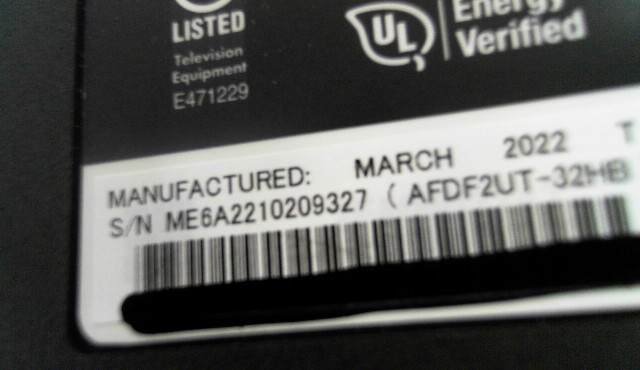 LISTED
Television
Equipment
E471229
UL
Energy
Verified
MANUFACTURED: MARCH 2022 T
S/N ME6A2210209327 ( AFDF2UT-32HB